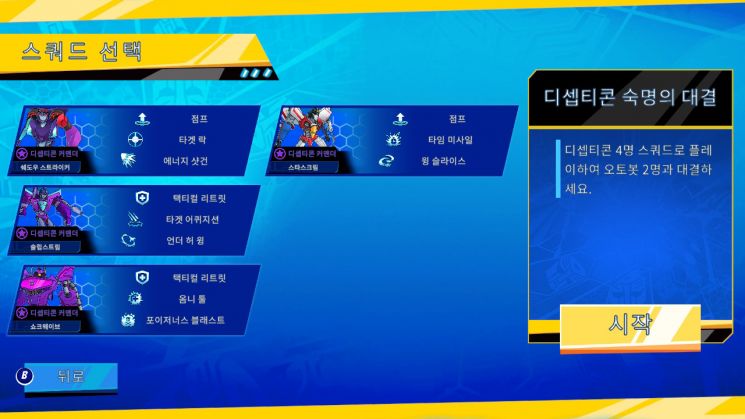 스쿼드 선택
디셉티콘 커맨더
쉐도우 스트라이커
점프
타겟 락
에너지 샷건
디셉티콘 커맨더
스타스크림
점프
타임 미사일
윙 슬라이스
디셉티콘 커맨더
슬립스트림
택티컬 리트릿
타겟 어퀴지션
언더 허 윙
디셉티콘 커맨더
쇼크웨이브
택티컬 리트릿
옴니 툴
포이저너스 블래스트
디셉티콘 숙명의 대결
디셉티콘 4명 스쿼드로 플레
이하여 오토봇 2명과 대결하
세요.
시작
B 뒤로